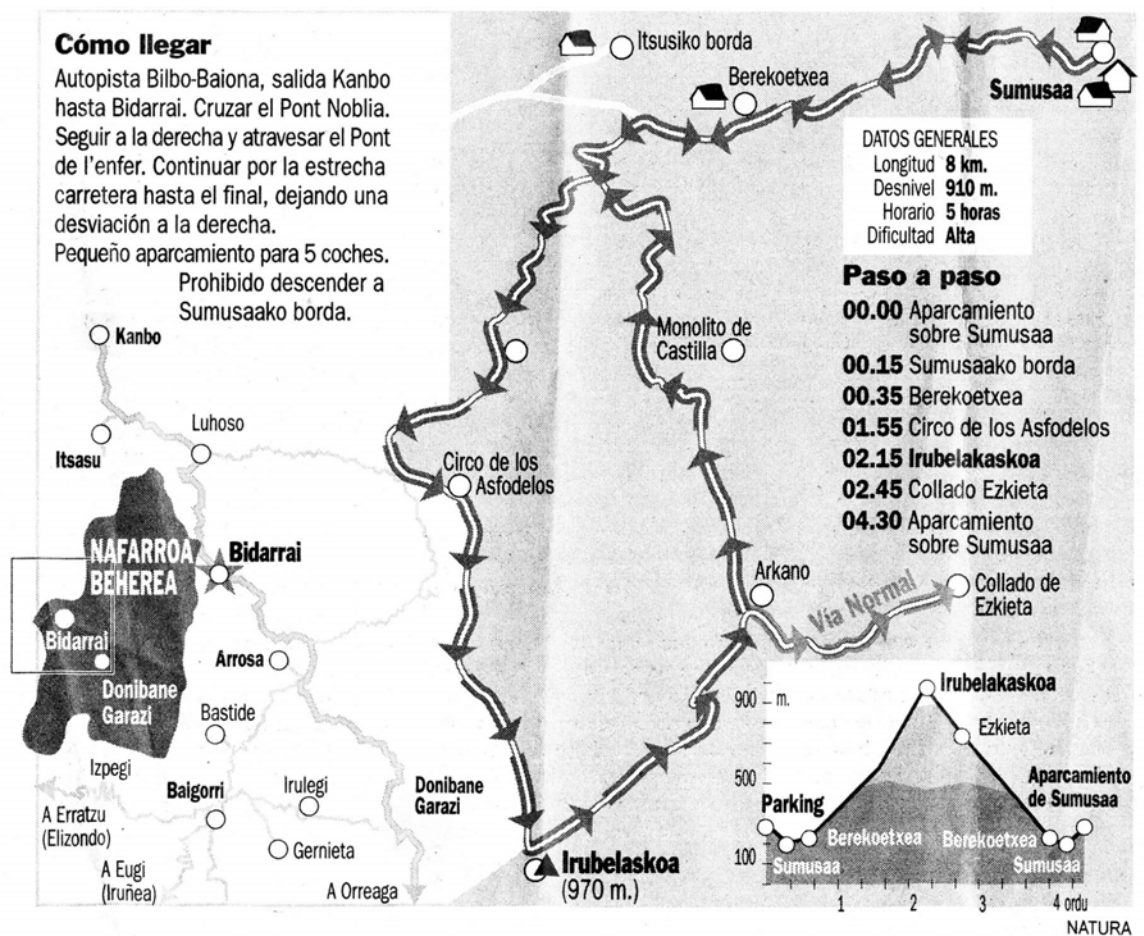 Cómo llegar
Autopista Bilbo-Baiona, salida Kanbo
hasta Bidarrai. Cruzar el Pont Noblia.
Seguir a la derecha y atravesar el Pont
de l'enfer. Continuar por la estrecha
carretera hasta el final, dejando una
desviación a la derecha.
Pequeño aparcamiento para 5 coches.
Prohibido descender a
Sumusaako borda.
Itsusiko borda
Berekoetxea
Sumusaa
DATOS GENERALES
Longitud 8 km.
Desnivel 910 m.
Horario 5 horas
Dificultad Alta
Paso a paso
00.00 Aparcamiento
sobre Sumusaa
00.15 Sumusaako borda
00.35 Berekoetxea
01.55 Circo de los Asfodelos
02.15 Irubelakaskoa
02.45 Collado Ezkieta
04.30 Aparcamiento
sobre Sumusaa
Monolito de
Castilla
Circo de los
Asfodelos
Arkano
Vía Normal
Collado de
Ezkieta
Irubelaskoa
(970 m.)
Kanbo
Luhoso
Itsasu
NAFARROA
BEHEREA
Bidarrai
Bidarrai
Donibane
Garazi
Arrosa
Bastide
Izpegi
Baigorri
Irulegi
Donibane
Garazi
A Erratzu
(Elizondo)
Gernieta
A Eugi
(Iruñea)
A Orreaga
900 m.
500
100
Irubelakaskoa
Ezkieta
Parking
Aparcamiento
de Sumusaa
Berekoetxea
Berekoetxea
Sumusaa
Sumusaa
1 2 3 4 ordu
NATURA